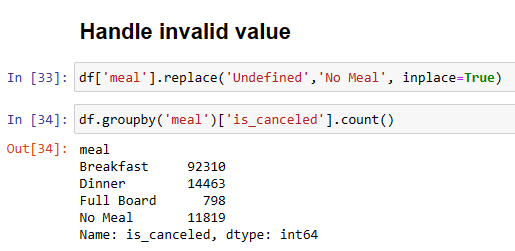 Handle invalid value
In [33]: df['meal'].replace('Undefined','No Meal', inplace=True)
In [34]: df.groupby('meal')['is_canceled'].count()
Out[34]: meal
Breakfast     92310
Dinner        14463
Full Board      798
No Meal       11819
Name: is_canceled, dtype: int64